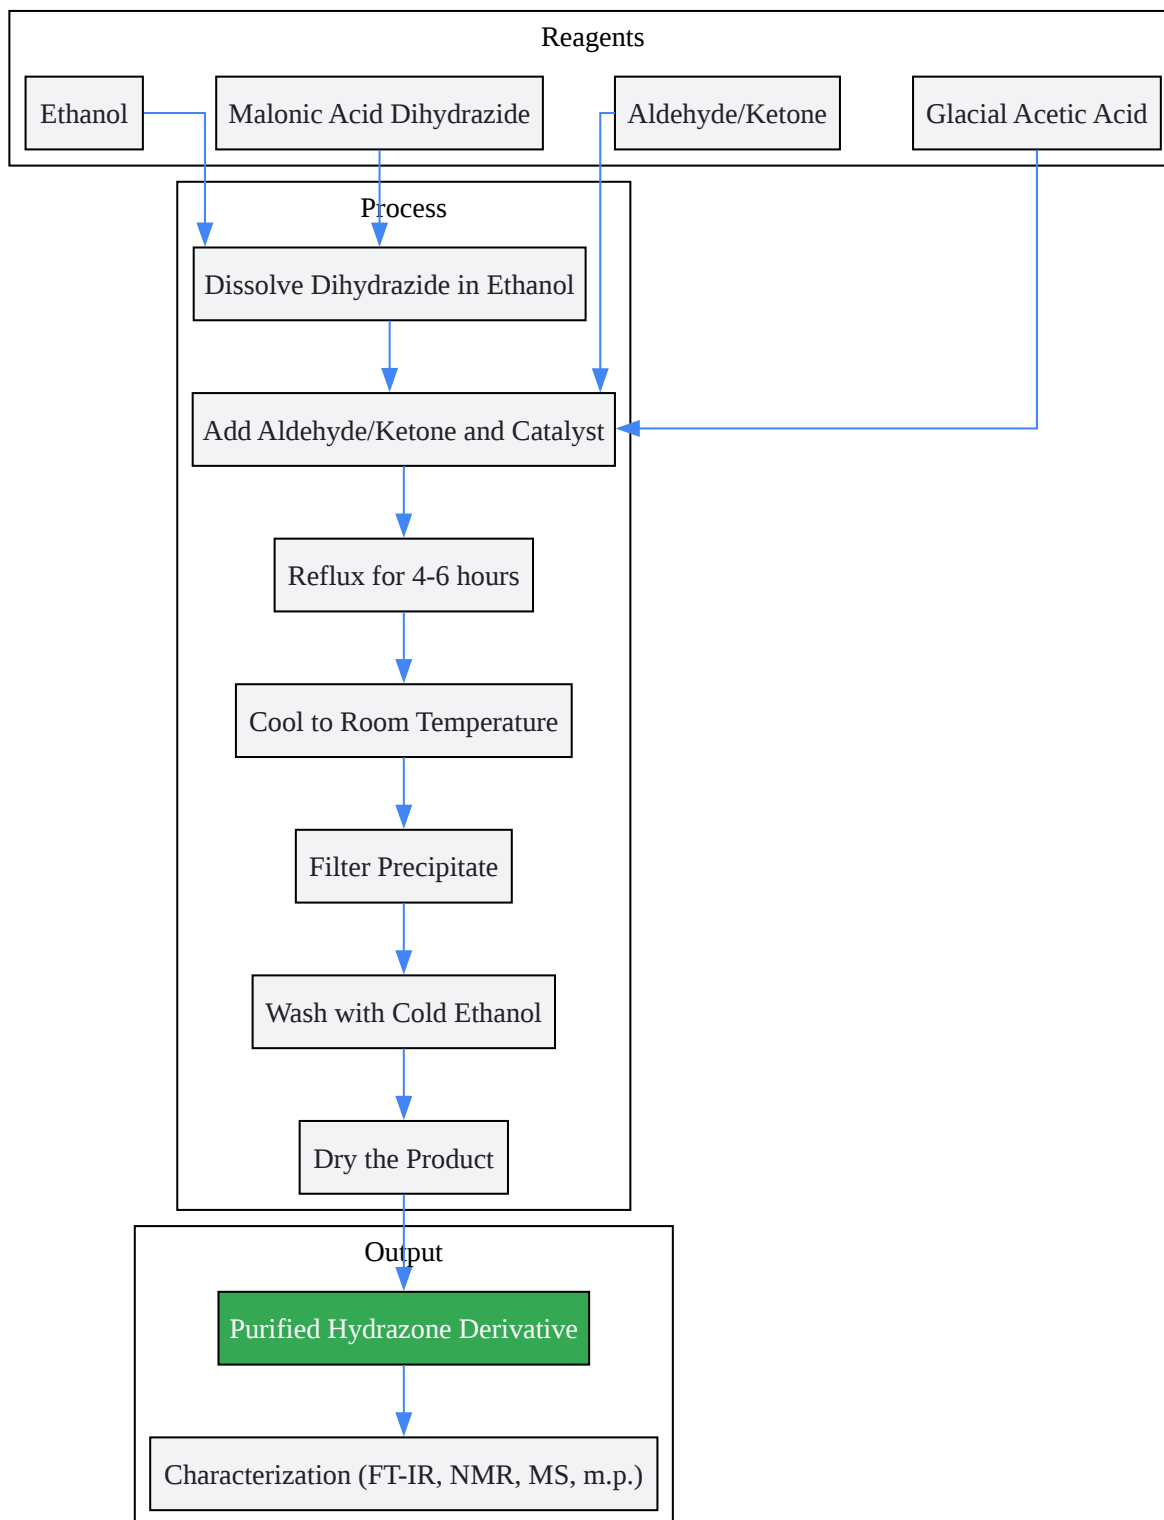 Reagents
Ethanol
Malonic Acid Dihydrazide
Aldehyde/Ketone
Glacial Acetic Acid
Process
Dissolve Dihydrazide in Ethanol
Add Aldehyde/Ketone and Catalyst
Reflux for 4-6 hours
Cool to Room Temperature
Filter Precipitate
Wash with Cold Ethanol
Dry the Product
Output
Purified Hydrazone Derivative
Characterization (FT-IR, NMR, MS, m.p.)